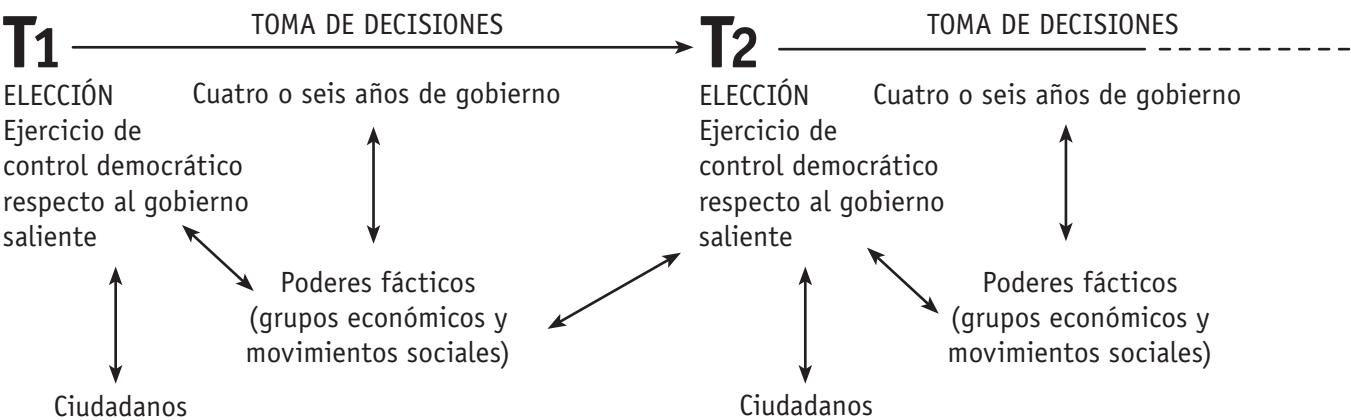 T1
TOMA DE DECISIONES
ELECCIÓN
Ejercicio de
control democrático
respecto al gobierno
saliente
Cuatro o seis años de gobierno
Poderes fácticos
(grupos económicos y
movimientos sociales)
Ciudadanos
T2
TOMA DE DECISIONES
ELECCIÓN
Ejercicio de
control democrático
respecto al gobierno
saliente
Cuatro o seis años de gobierno
Poderes fácticos
(grupos económicos y
movimientos sociales)
Ciudadanos